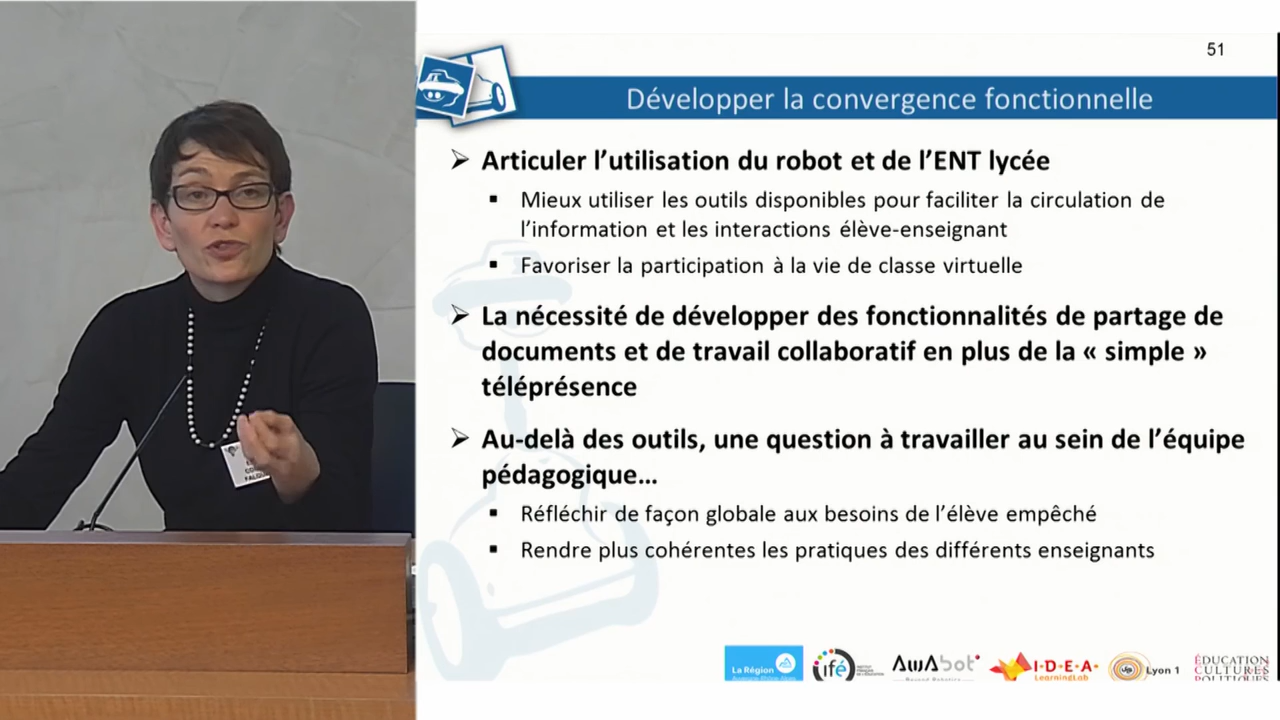 51
Développer la convergence fonctionnelle
➢ Articuler l’utilisation du robot et de l’ENT lycée
▪ Mieux utiliser les outils disponibles pour faciliter la circulation de
l’information et les interactions élève-enseignant
▪ Favoriser la participation à la vie de classe virtuelle
➢ La nécessité de développer des fonctionnalités de partage de
documents et de travail collaboratif en plus de la « simple »
téléprésence
➢ Au-delà des outils, une question à travailler au sein de l’équipe
pédagogique…
▪ Réfléchir de façon globale aux besoins de l’élève empêché
▪ Rendre plus cohérentes les pratiques des différents enseignants
La Région
Auvergne-Rhône-Alpes
ifé
AwAbot
Beyond Robotics
I·D·E·A·
LearningLab
Lyon 1
ÉDUCATION
CULTURES
POLITIQUES